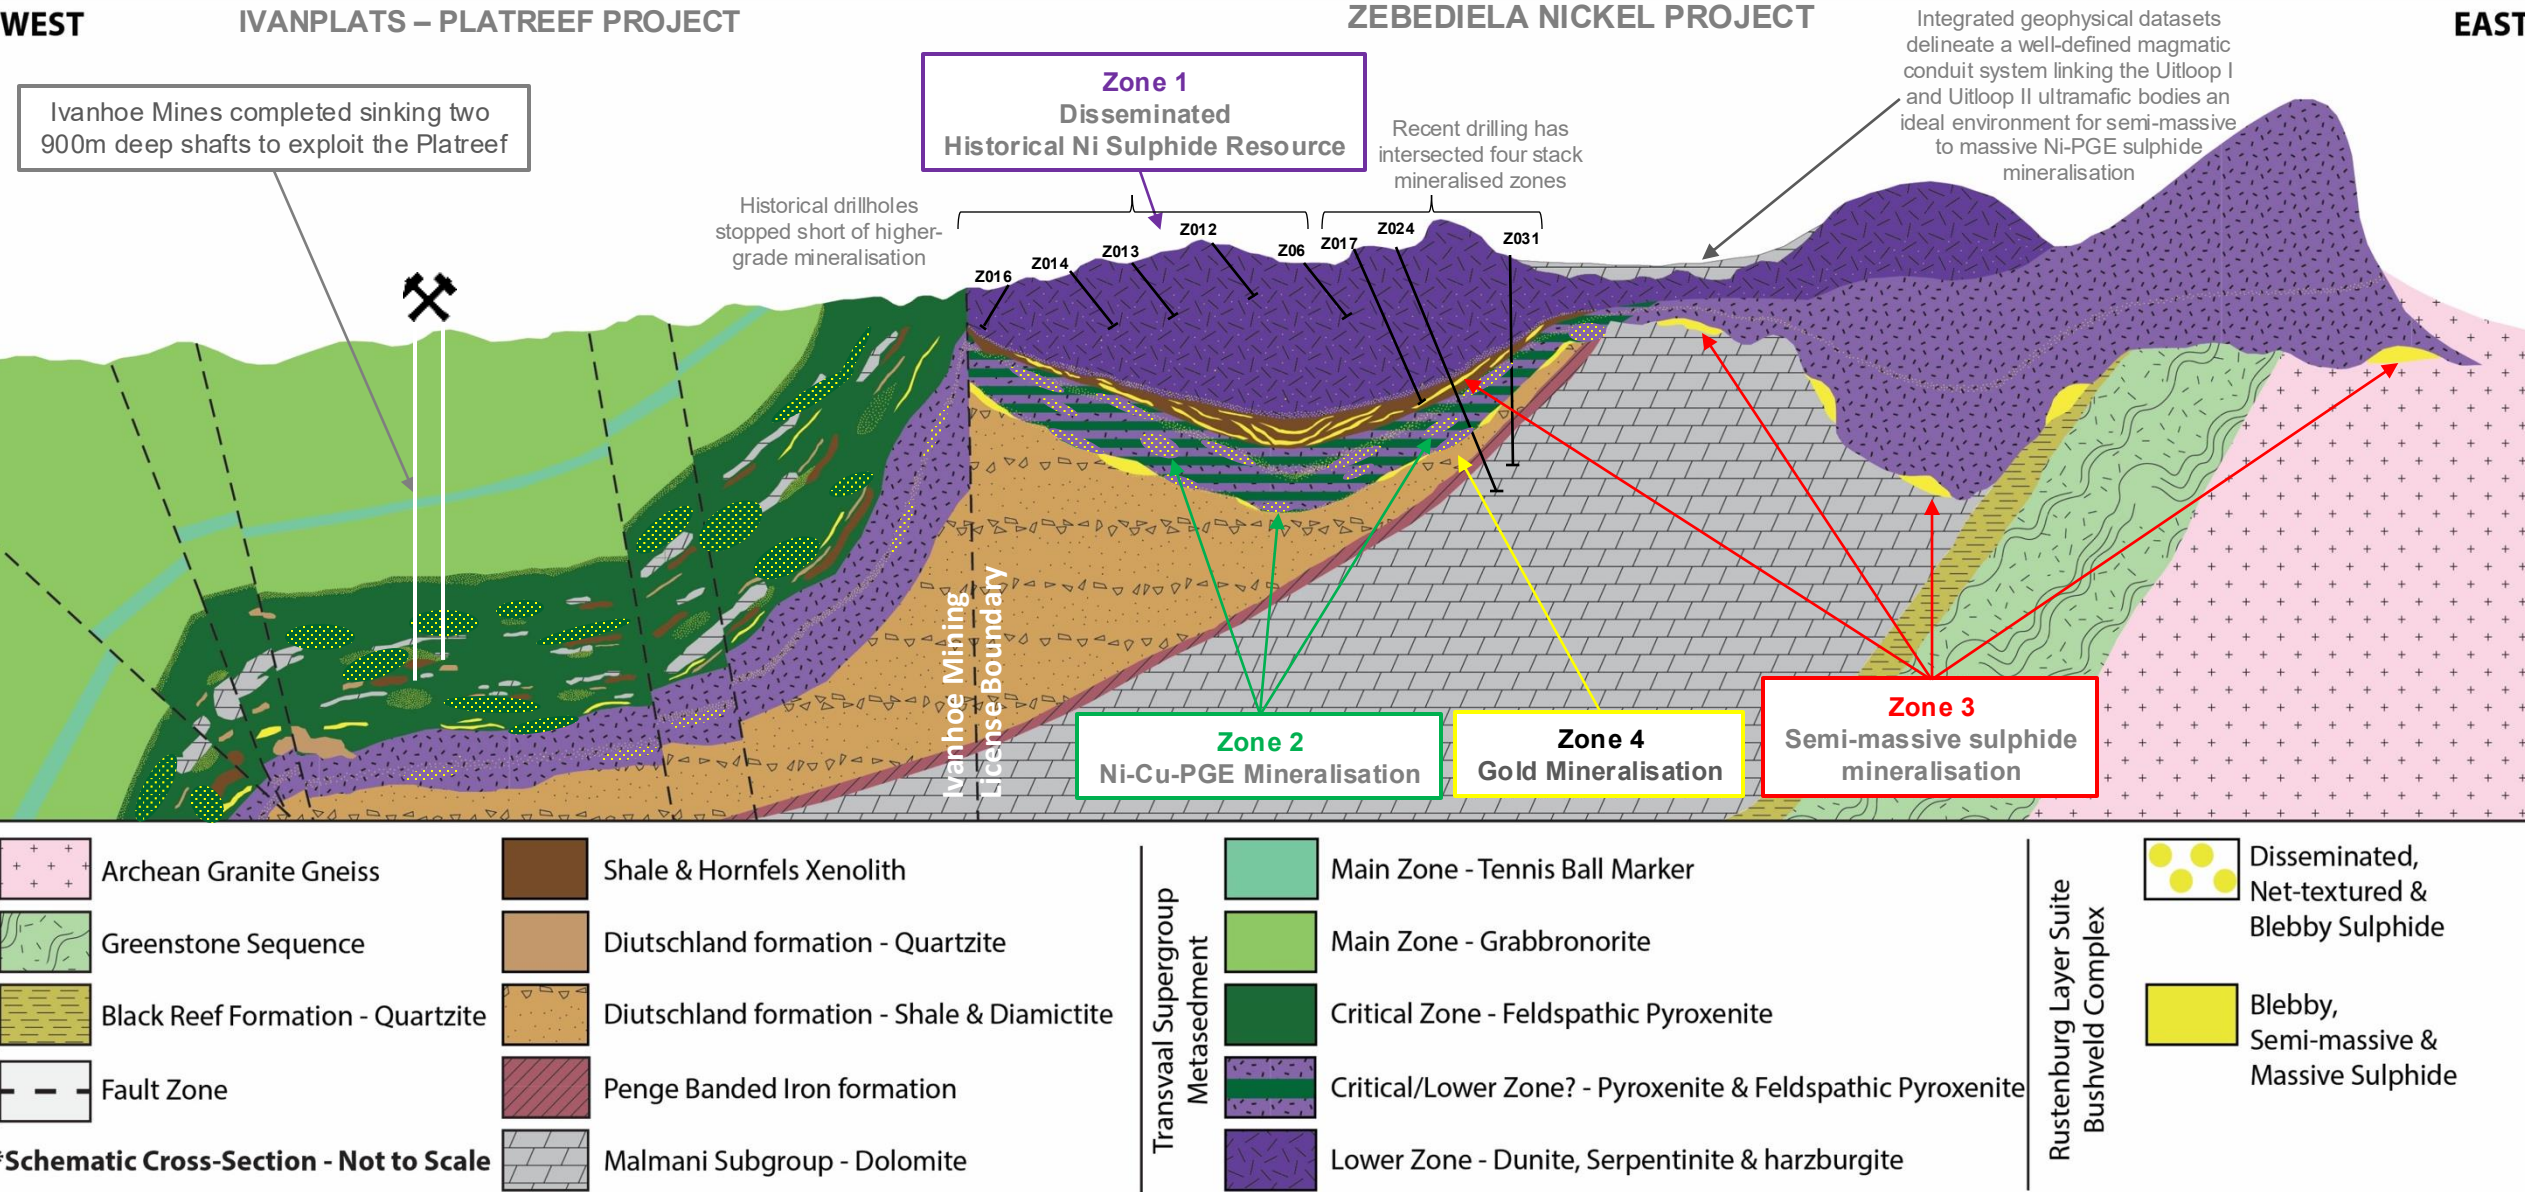 WEST
IVANPLATS – PLATREEF PROJECT
ZEBEDIELA NICKEL PROJECT
EAST
Ivanhoe Mines completed sinking two
900m deep shafts to exploit the Platreef
Zone 1
Disseminated
Historical Ni Sulphide Resource
Historical drillholes
stopped short of higher-
grade mineralisation
Recent drilling has
intersected four stack
mineralised zones
Integrated geophysical datasets
delineate a well-defined magmatic
conduit system linking the Uitloop I
and Uitloop II ultramafic bodies an
ideal environment for semi-massive
to massive Ni-PGE sulphide
mineralisation
Z016
Z014
Z013
Z012
Z06
Z017
Z024
Z031
Ivanhoe Mining
License Boundary
Zone 2
Ni-Cu-PGE Mineralisation
Zone 4
Gold Mineralisation
Zone 3
Semi-massive sulphide
mineralisation
Archean Granite Gneiss
Greenstone Sequence
Black Reef Formation - Quartzite
Fault Zone
*Schematic Cross-Section - Not to Scale
Shale & Hornfels Xenolith
Diutschland formation - Quartzite
Diutschland formation - Shale & Diamictite
Penge Banded Iron formation
Malmani Subgroup - Dolomite
Transvaal Supergroup
Metasedment
Main Zone - Tennis Ball Marker
Main Zone - Grabbronorite
Critical Zone - Feldspathic Pyroxenite
Critical/Lower Zone? - Pyroxenite & Feldspathic Pyroxenite
Lower Zone - Dunite, Serpentinite & harzburgite
Rustenburg Layer Suite
Bushveld Complex
Disseminated,
Net-textured &
Blebby Sulphide
Blebby,
Semi-massive &
Massive Sulphide